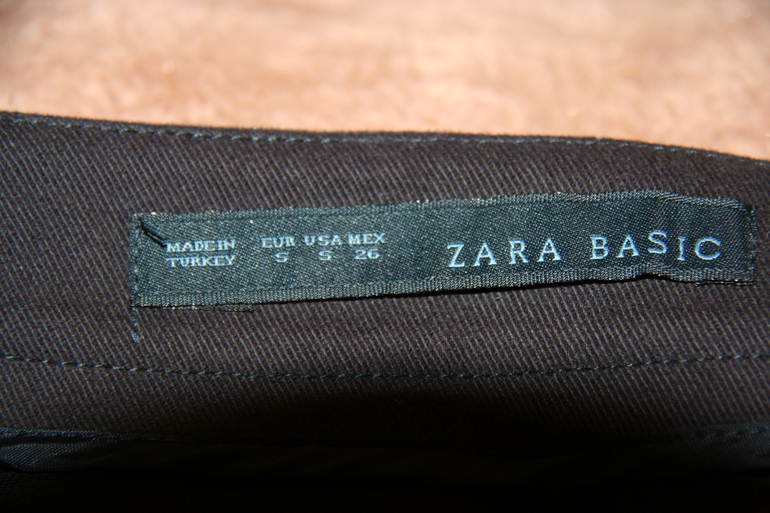 MADE IN TURKEY
EUR USA MEX
S S 26
ZARA BASIC